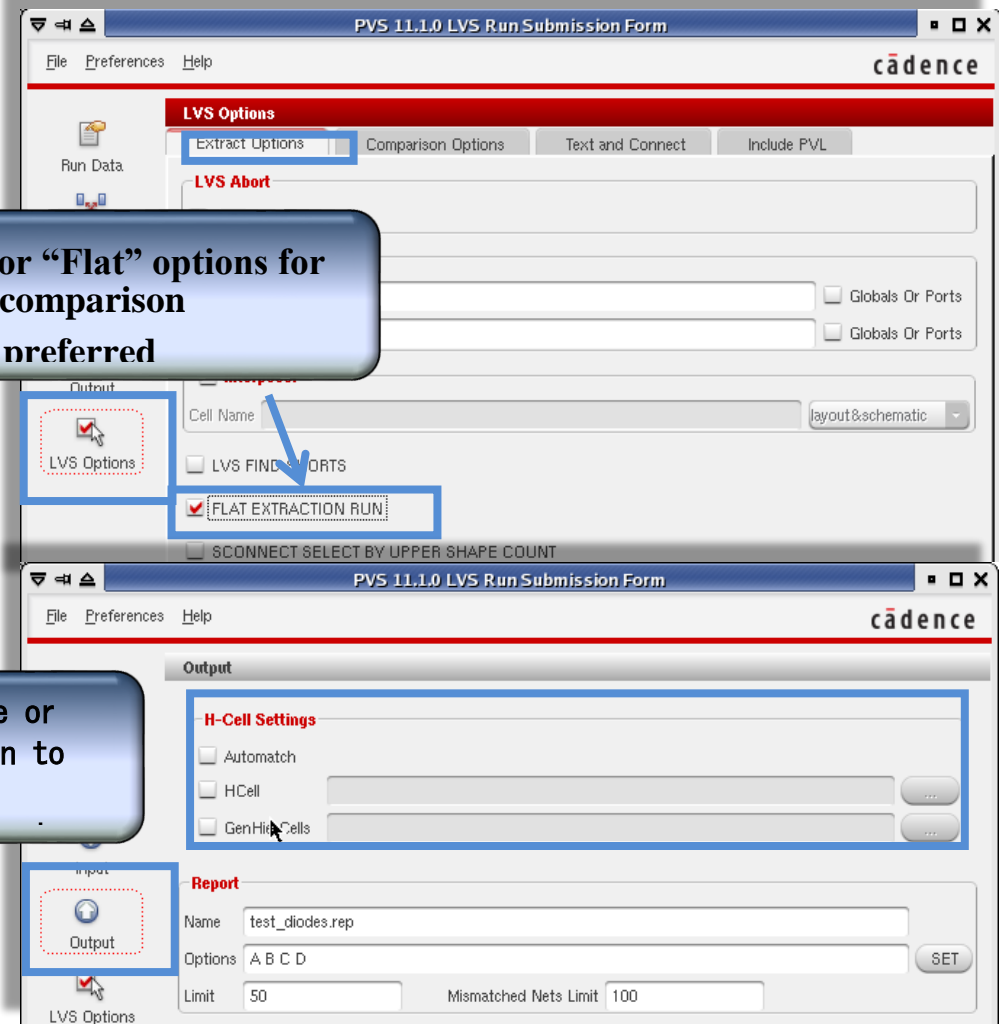 PVS 11.1.0 LVS Run Submission Form
File Preferences Help
cādence
LVS Options
Extract Options Comparison Options Text and Connect Include PVL
Run Data
LVS Abort
or “Flat” options for
comparison
preferred
Globals Or Ports
Globals Or Ports
Output
Cell Name
layout&schematic
LVS Options
LVS FIND SHORTS
FLAT EXTRACTION RUN
SCONNECT SELECT BY UPPER SHAPE COUNT
PVS 11.1.0 LVS Run Submission Form
File Preferences Help
cādence
Output
e or
n to
H-Cell Settings
Automatch
HCell
...
GenHierCells
...
Input
Report
Output
Name test_diodes.rep
Options A B C D
SET
Limit 50 Mismatched Nets Limit 100
LVS Options